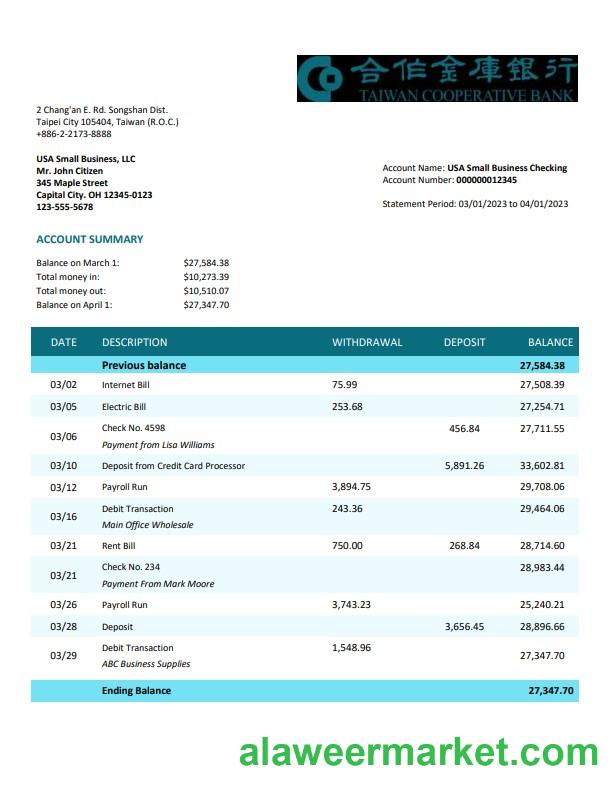 合作金庫銀行
TAIWAN COOPERATIVE BANK
2 Chang'an E. Rd. Songshan Dist.
Taipei City 105404, Taiwan (R.O.C.)
+886-2-2173-8888
USA Small Business, LLC
Mr. John Citizen
345 Maple Street
Capital City. OH 12345-0123
123-555-5678
Account Name: USA Small Business Checking
Account Number: 000000012345
Statement Period: 03/01/2023 to 04/01/2023
ACCOUNT SUMMARY
Balance on March 1: $27,584.38
Total money in: $10,273.39
Total money out: $10,510.07
Balance on April 1: $27,347.70
DATE DESCRIPTION WITHDRAWAL DEPOSIT BALANCE
Previous balance 27,584.38
03/02 Internet Bill 75.99 27,508.39
03/05 Electric Bill 253.68 27,254.71
03/06 Check No. 4598 456.84 27,711.55
Payment from Lisa Williams
03/10 Deposit from Credit Card Processor 5,891.26 33,602.81
03/12 Payroll Run 3,894.75 29,708.06
03/16 Debit Transaction 243.36 29,464.06
Main Office Wholesale
03/21 Rent Bill 750.00 268.84 28,714.60
03/21 Check No. 234 28,983.44
Payment From Mark Moore
03/26 Payroll Run 3,743.23 25,240.21
03/28 Deposit 3,656.45 28,896.66
03/29 Debit Transaction 1,548.96 27,347.70
ABC Business Supplies
Ending Balance 27,347.70
alaweermarket.com